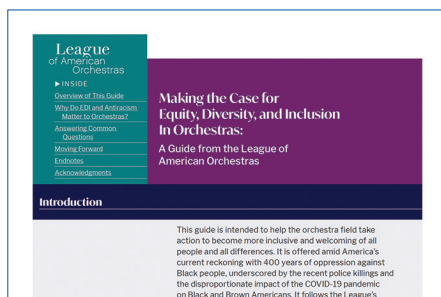 League
of American
Orchestras
▶ INSIDE
Overview of This Guide
Why Do EDI and Antiracism
Matter to Orchestras?
Answering Common
Questions
Moving Forward
Endnotes
Acknowledgments
Making the Case for
Equity, Diversity, and Inclusion
In Orchestras:
A Guide from the League of
American Orchestras
Introduction
This guide is intended to help the orchestra field take
action to become more inclusive and welcoming of all
people and all differences. It is offered amid America's
current reckoning with 400 years of oppression against
Black people, underscored by the recent police killings and
the disproportionate impact of the COVID-19 pandemic
on Black and Brown Americans. It follows the League's